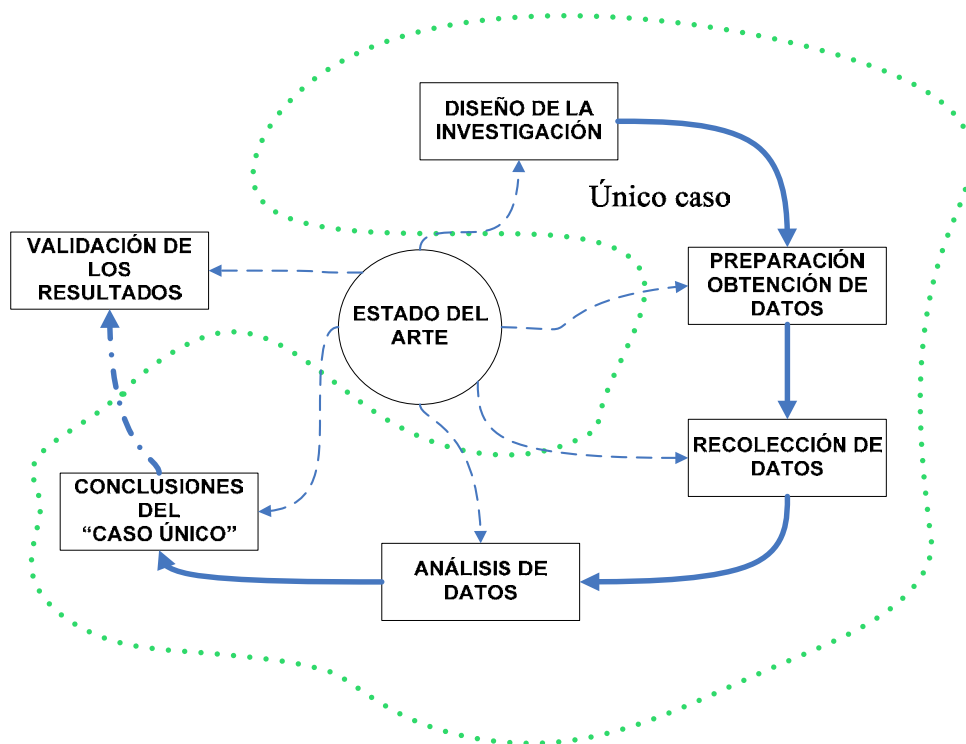 DISEÑO DE LA
INVESTIGACIÓN
Único caso
VALIDACIÓN DE
LOS
RESULTADOS
PREPARACIÓN
OBTENCIÓN DE
DATOS
ESTADO DEL
ARTE
RECOLECCIÓN DE
DATOS
CONCLUSIONES
DEL
“CASO ÚNICO”
ANÁLISIS DE
DATOS